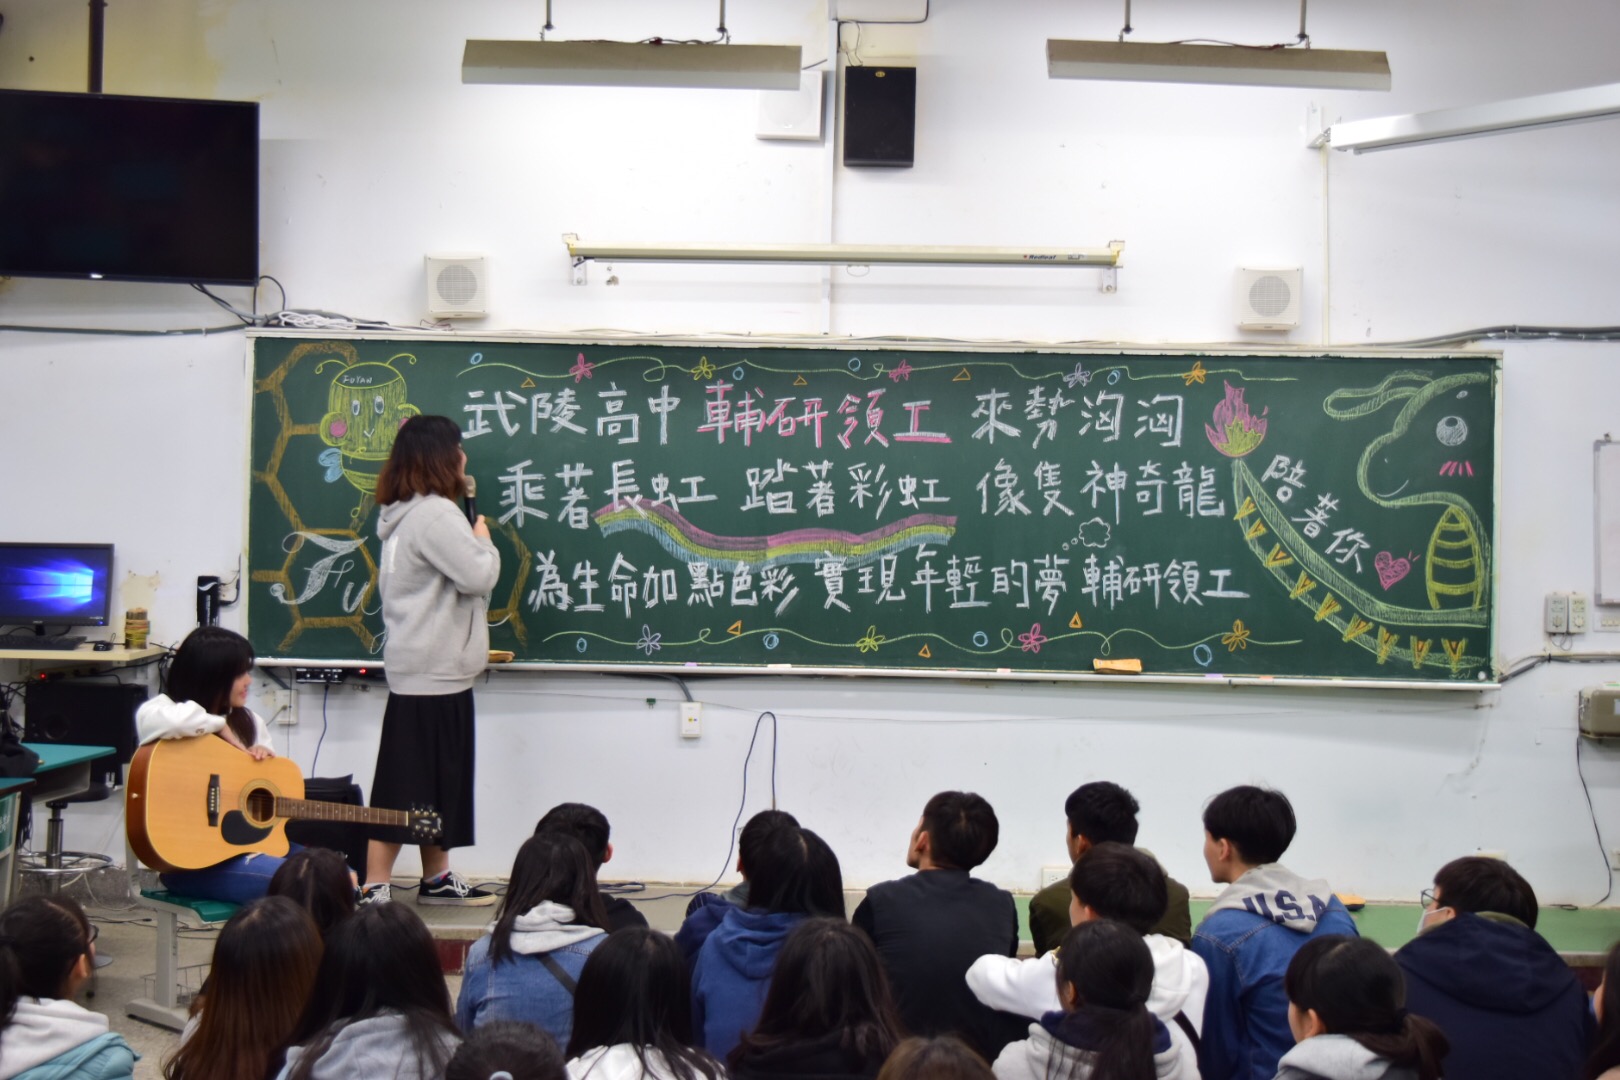 武陵高中輔研領工 來勢洶洶
乘著長虹 踏著彩虹 像隻神奇龍
為生命加點色彩 實現年輕的夢 輔研領工
陪著你
Fu
U.S.A